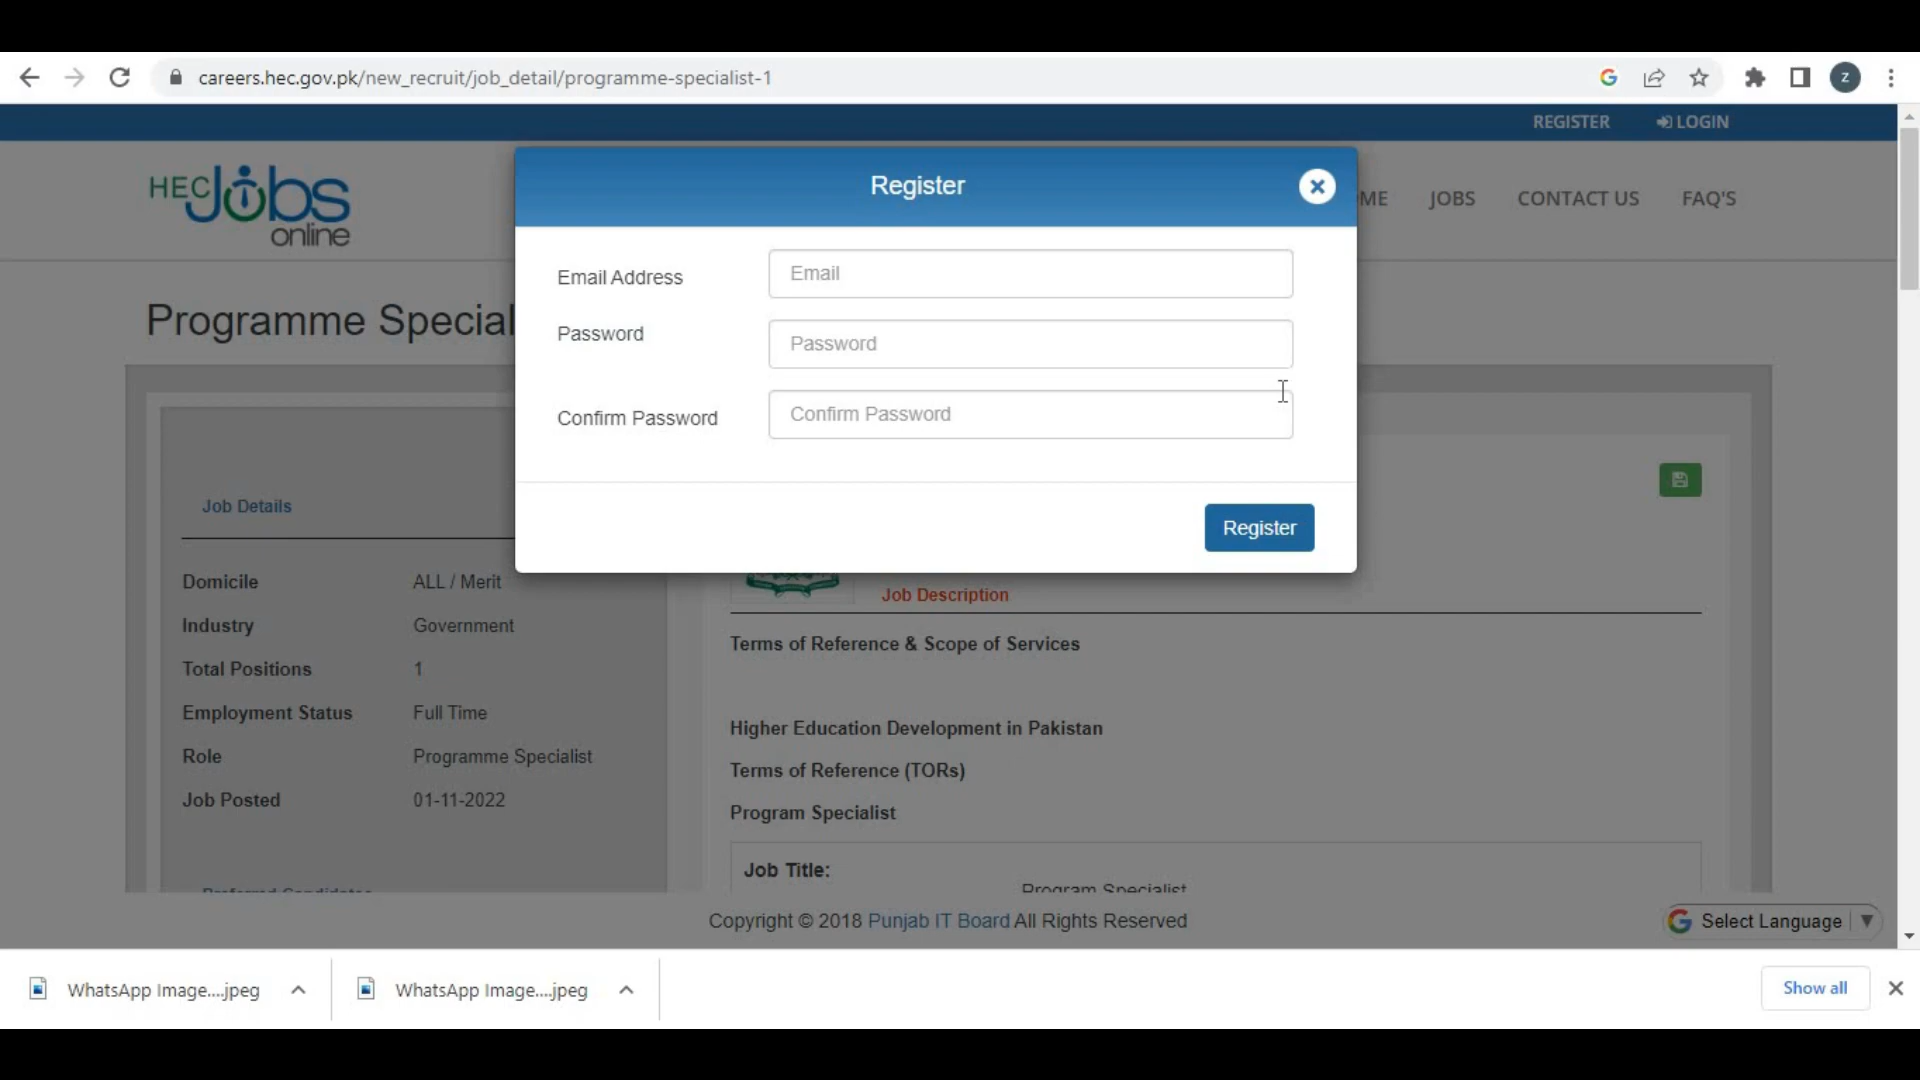 careers.hec.gov.pk/new_recruit/job_detail/programme-specialist-1
z
REGISTER LOGIN
HEC Jobs online
ME JOBS CONTACT US FAQ'S
Register
Email Address Email
Password Password
Confirm Password Confirm Password
Register
Programme Special
Job Details
Domicile ALL / Merit
Industry Government
Total Positions 1
Employment Status Full Time
Role Programme Specialist
Job Posted 01-11-2022
Preferred Candidates
Job Description
Terms of Reference & Scope of Services
Higher Education Development in Pakistan
Terms of Reference (TORs)
Program Specialist
Job Title:
Program Specialist
Copyright © 2018 Punjab IT Board All Rights Reserved
Select Language ▼
WhatsApp Image....jpeg
WhatsApp Image....jpeg
Show all